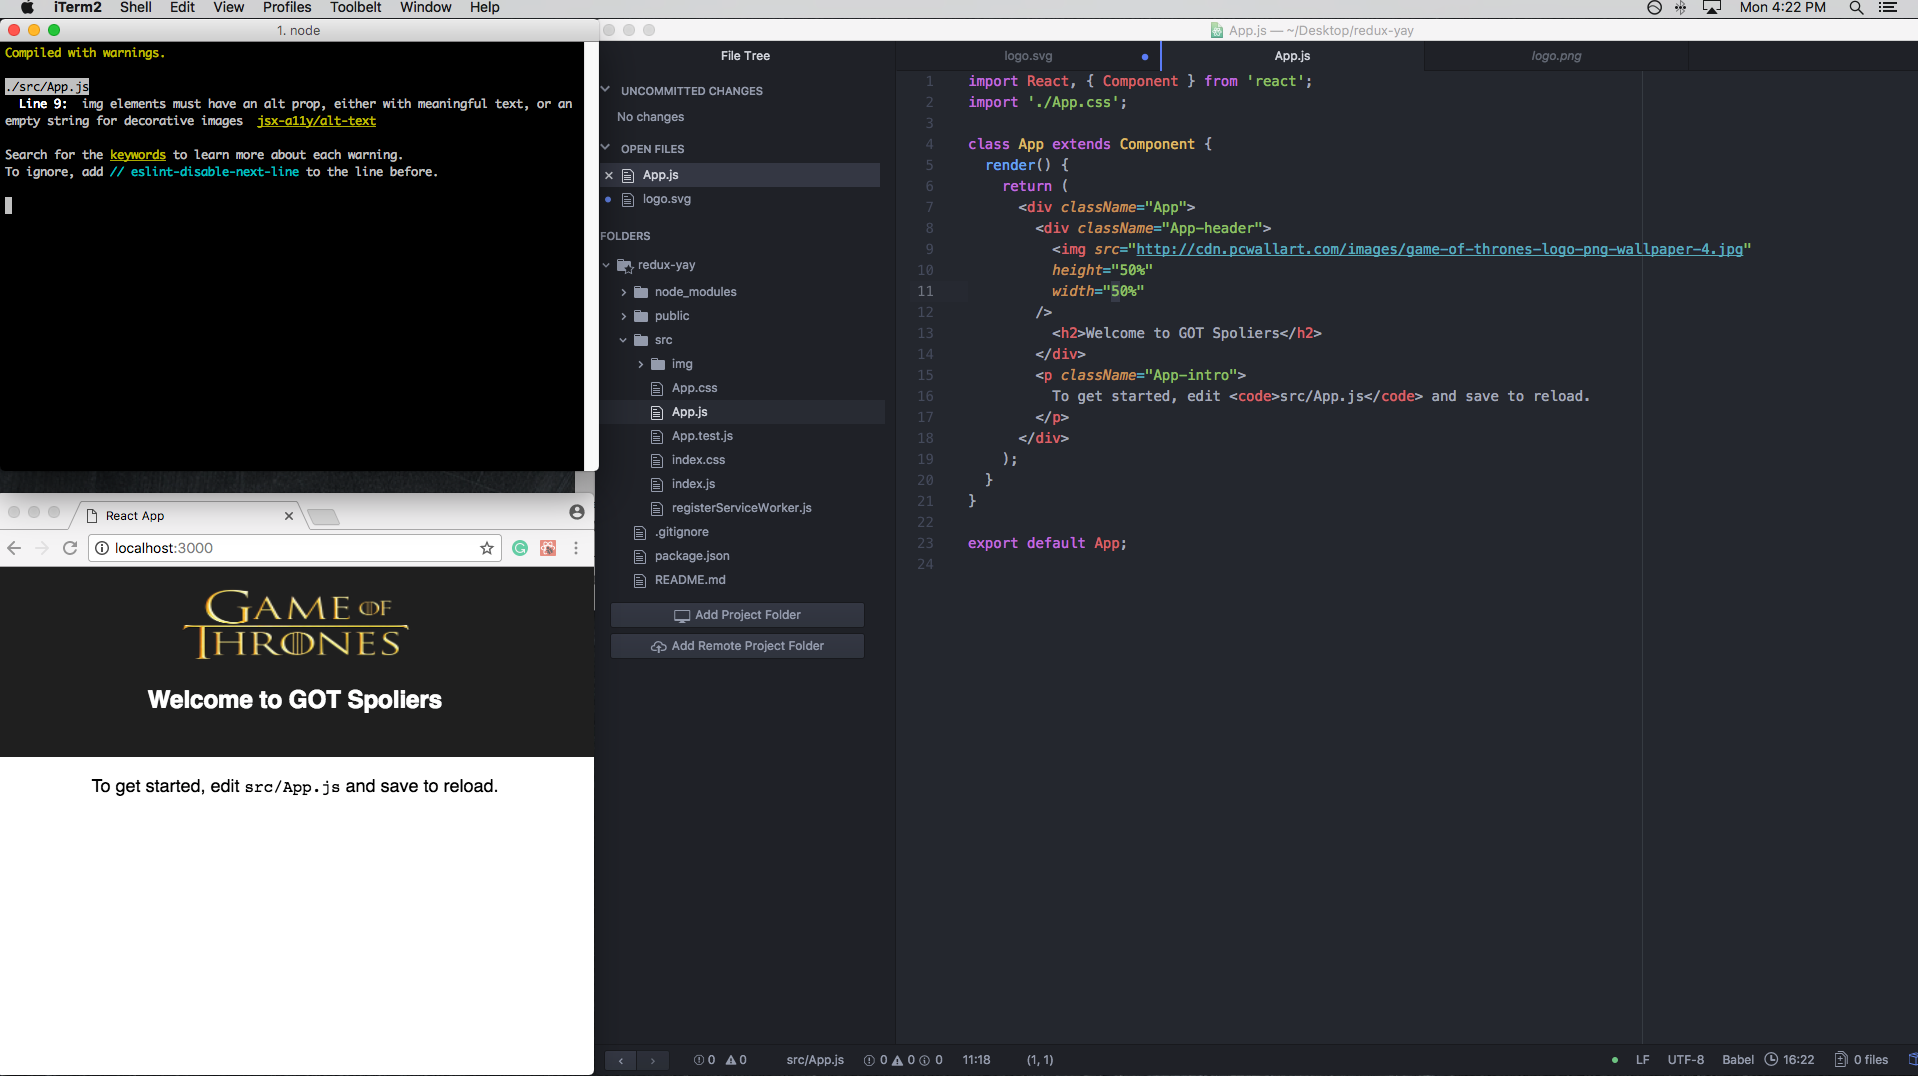 iTerm2 Shell Edit View Profiles Toolbelt Window Help Mon 4:22 PM
1. node
Compiled with warnings.
./src/App.js
Line 9: img elements must have an alt prop, either with meaningful text, or an
empty string for decorative images jsx-a11y/alt-text
Search for the keywords to learn more about each warning.
To ignore, add // eslint-disable-next-line to the line before.
React App
localhost:3000
GAME OF
THRONES
Welcome to GOT Spoliers
To get started, edit src/App.js and save to reload.
App.js — ~/Desktop/redux-yay
File Tree
UNCOMMITTED CHANGES
No changes
OPEN FILES
App.js
logo.svg
FOLDERS
redux-yay
node_modules
public
src
img
App.css
App.js
App.test.js
index.css
index.js
registerServiceWorker.js
.gitignore
package.json
README.md
Add Project Folder
Add Remote Project Folder
logo.svg App.js logo.png
1 import React, { Component } from 'react';
2 import './App.css';
3
4 class App extends Component {
5 render() {
6 return (
7 <div className="App">
8 <div className="App-header">
9 <img src="http://cdn.pcwallart.com/images/game-of-thrones-logo-png-wallpaper-4.jpg"
10 height="50%"
11 width="50%"
12 />
13 <h2>Welcome to GOT Spoliers</h2>
14 </div>
15 <p className="App-intro">
16 To get started, edit <code>src/App.js</code> and save to reload.
17 </p>
18 </div>
19 );
20 }
21 }
22
23 export default App;
24
0 0 src/App.js 0 0 0 11:18 (1, 1) LF UTF-8 Babel 16:22 0 files